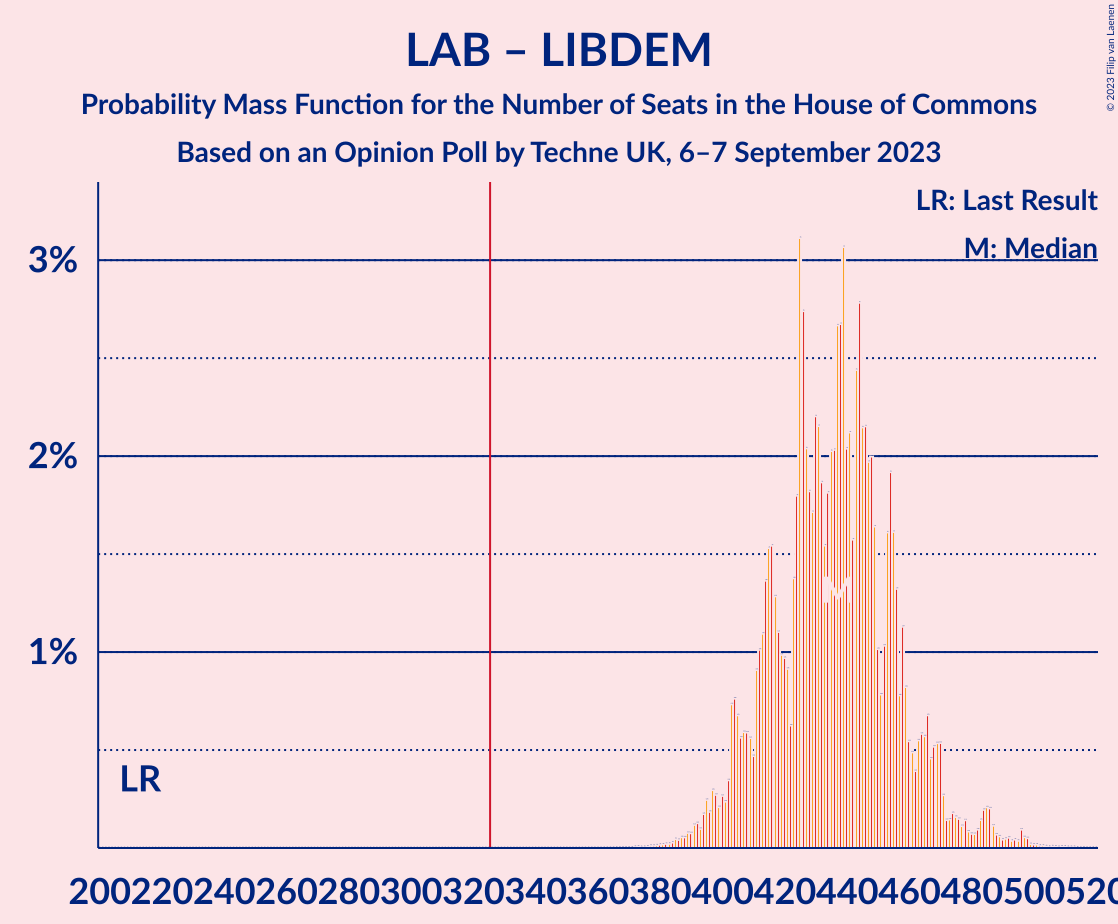 LAB – LIBDEM
Probability Mass Function for the Number of Seats in the House of Commons
Based on an Opinion Poll by Techne UK, 6–7 September 2023
© 2023 Filip van Laenen
LR: Last Result
M: Median
3%
2%
1%
LR
M
200220240260280300320340360380400420440460480500520